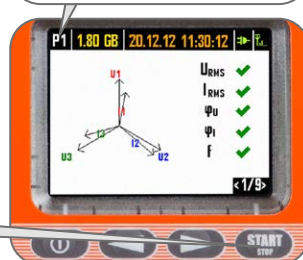 P1 1.80 GB 20.12.12 11:30:12
U1
I1
I3
I2
U3
U2
URMS
IRMS
φU
φI
F
<1/9>
START
STOP